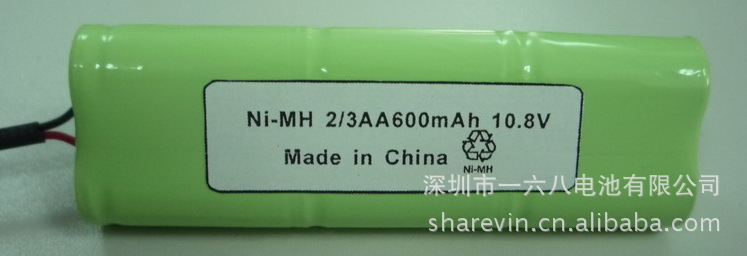 Ni-MH 2/3AA600mAh 10.8V
Made in China
Ni-MH
深圳市一六八电池有限公司
sharevin.cn.alibaba.com